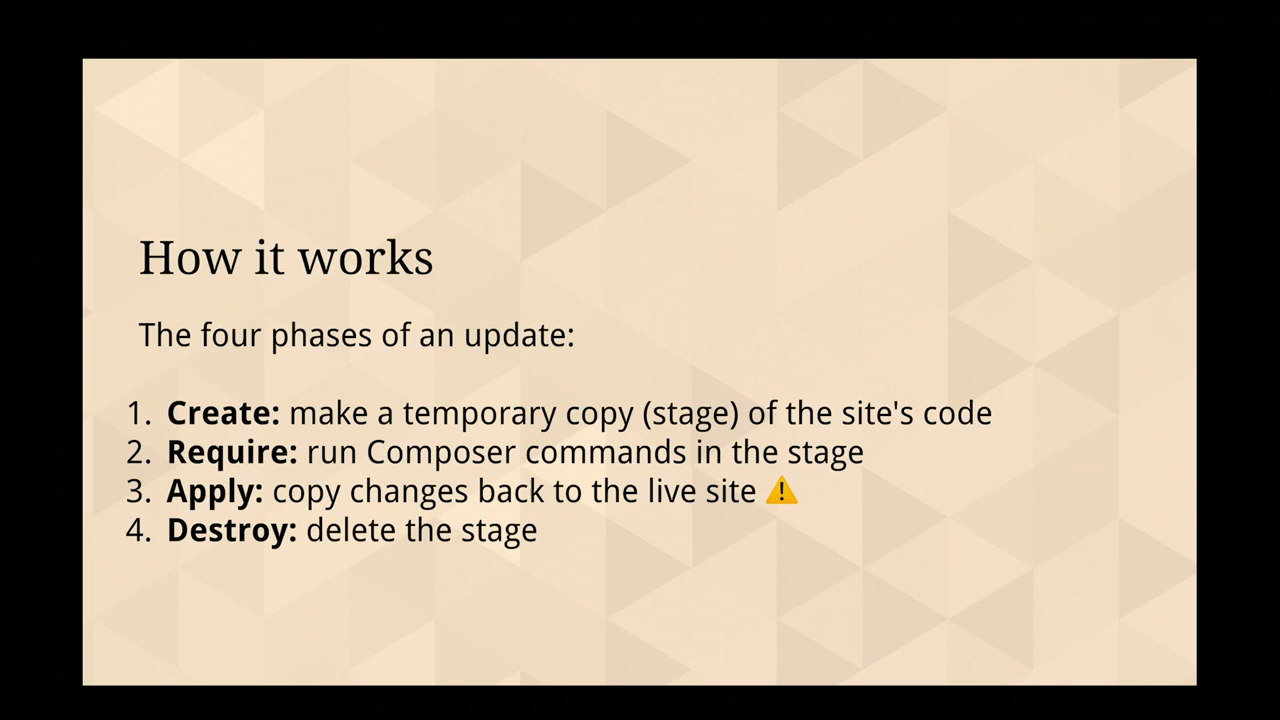 How it works
The four phases of an update:
1. Create: make a temporary copy (stage) of the site's code
2. Require: run Composer commands in the stage
3. Apply: copy changes back to the live site ⚠️
4. Destroy: delete the stage